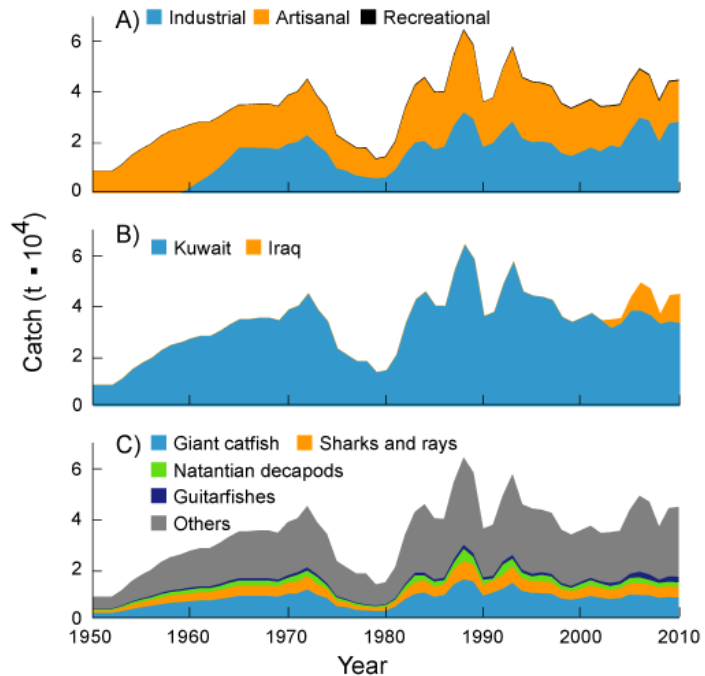 A) Industrial Artisanal Recreational
6
4
2
0
B)
Kuwait Iraq
6
4
2
0
Catch (t ▪ 10⁴)
C) Giant catfish Sharks and rays
Natantian decapods
Guitarfishes
Others
6
4
2
0
1950 1960 1970 1980 1990 2000 2010
Year